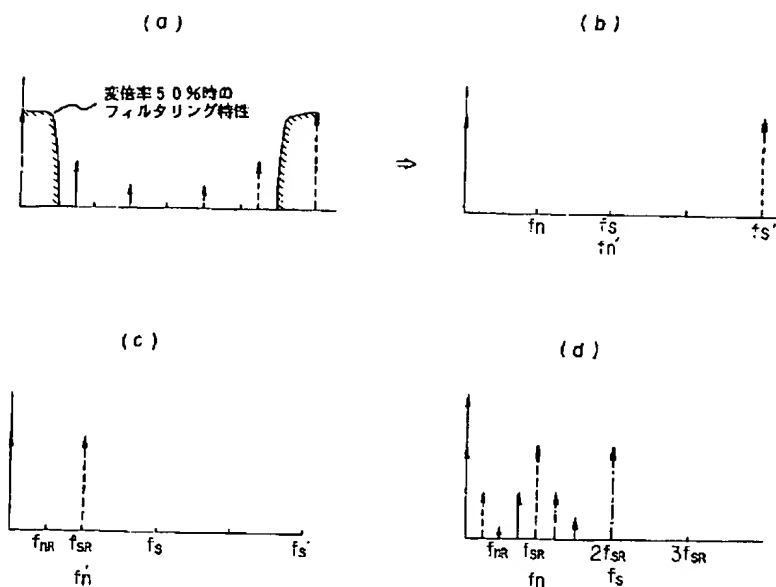 (a)
変倍率50%時の
フィルタリング特性
(b)
⇒
fn
fs
fn'
fs'
(c)
fnR
fSR
fn'
fs
fs'
(d)
fnR
fSR
2fSR
3fSR
fn
fs